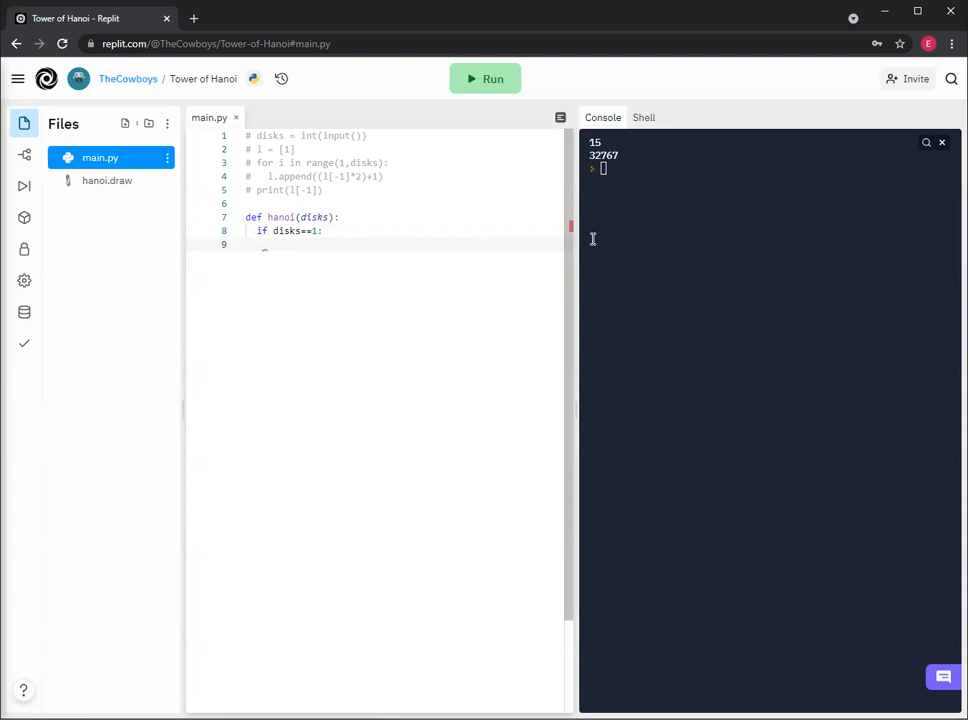 Tower of Hanoi - Replit
replit.com/@TheCowboys/Tower-of-Hanoi#main.py
E
TheCowboys / Tower of Hanoi
Run
Invite
Files
main.py
hanoi.draw
main.py
1 # disks = int(input())
2 # l = [1]
3 # for i in range(1,disks):
4 #   l.append((l[-1]*2)+1)
5 # print(l[-1])
6
7 def hanoi(disks):
8   if disks==1:
9
Console Shell
15
32767
>
?